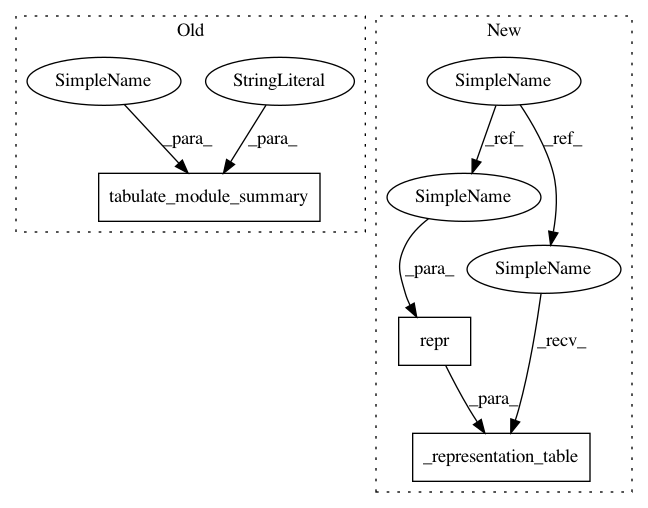 Old
New
SimpleName
StringLiteral
SimpleName
_para_
_para_
_ref_
_ref_
tabulate_module_summary
SimpleName
SimpleName
_para_
repr
_recv_
_para_
_representation_table